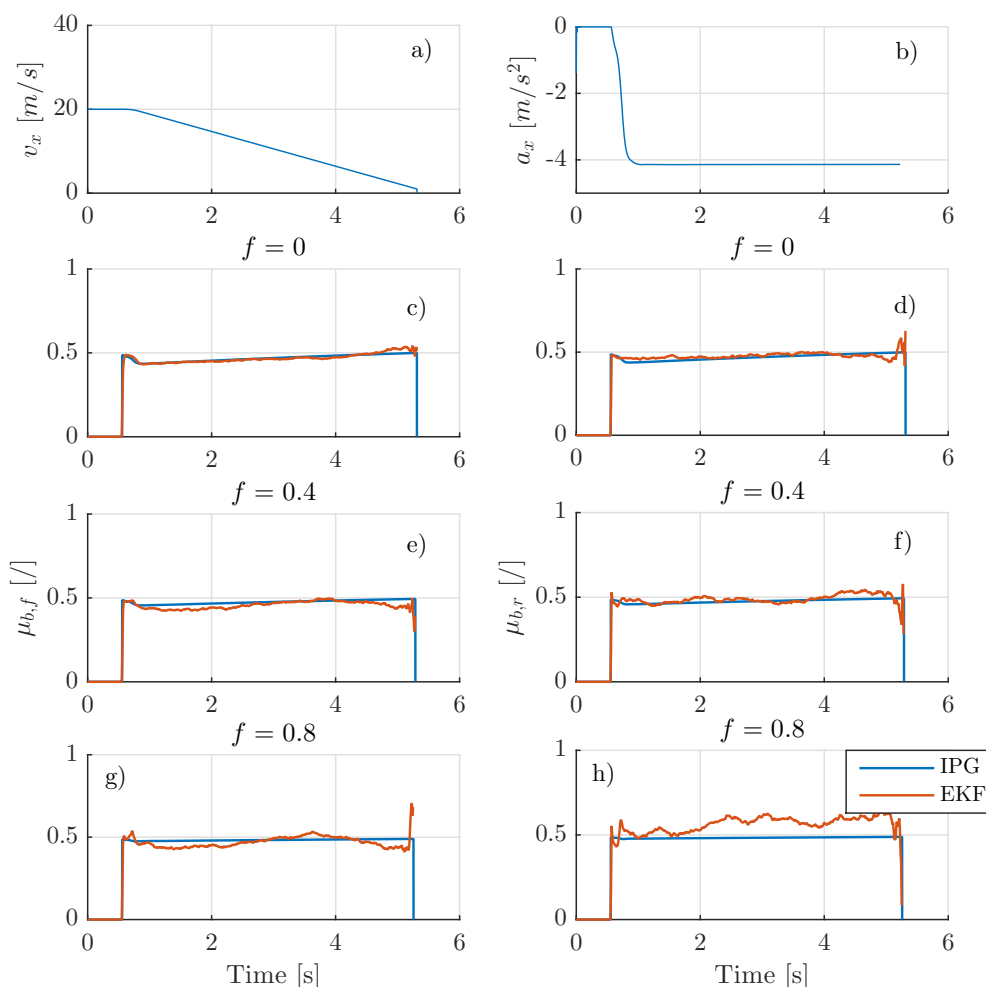 a)
v_x [m/s]
40
20
0
0 2 4 6
b)
a_x [m/s^2]
0
-2
-4
0 2 4 6
f = 0
c)
1
0.5
0
0 2 4 6
f = 0
d)
1
0.5
0
0 2 4 6
f = 0.4
e)
μ_{b,f} [/]
1
0.5
0
0 2 4 6
f = 0.4
f)
μ_{b,r} [/]
1
0.5
0
0 2 4 6
f = 0.8
g)
1
0.5
0
0 2 4 6
Time [s]
f = 0.8
h)
IPG
EKF
1
0.5
0
0 2 4 6
Time [s]